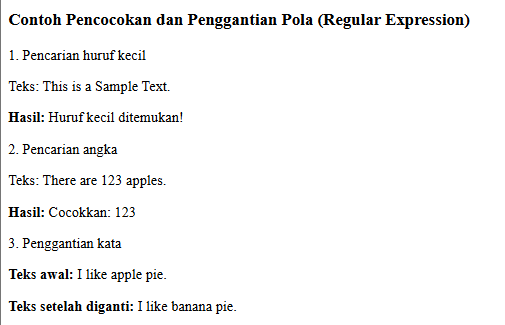 Contoh Pencocokan dan Penggantian Pola (Regular Expression)
1. Pencarian huruf kecil
Teks: This is a Sample Text.
Hasil: Huruf kecil ditemukan!
2. Pencarian angka
Teks: There are 123 apples.
Hasil: Cocokkan: 123
3. Penggantian kata
Teks awal: I like apple pie.
Teks setelah diganti: I like banana pie.